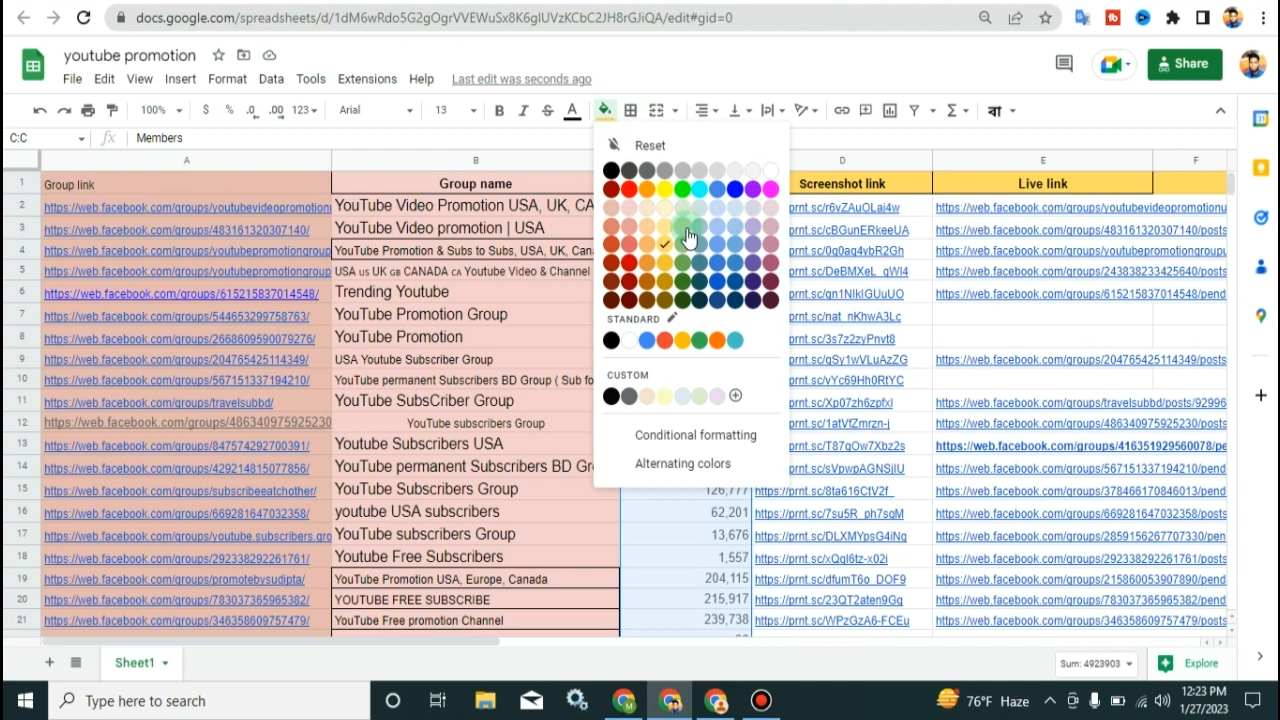 docs.google.com/spreadsheets/d/1dM6wRdo5G2gOgrVVEWuSx8K6gIUVzKCbC2JH8rGJiQA/edit#gid=0
youtube promotion
File Edit View Insert Format Data Tools Extensions Help Last edit was seconds ago
Share
100% $ % .0 .00 123 Arial 13 B I S A বা
C:C fx Members
Reset
A B D E F
1 Group link Group name Screenshot link Live link
2 https://web.facebook.com/groups/youtubevideopromotionu YouTube Video Promotion USA, UK, CA prnt.sc/r6vZAuOLaj4w https://web.facebook.com/groups/youtubevideopromotionu
3 https://web.facebook.com/groups/483161307140/ YouTube Video promotion | USA prnt.sc/cBGunERkeeUA https://web.facebook.com/groups/483161307140/posts
4 https://web.facebook.com/groups/youtubepromotiongroup YouTube Promotion & Subs to Subs, USA, UK, Can prnt.sc/0q0aq4vbR2Gh https://web.facebook.com/groups/youtubepromotiongroupu
5 https://web.facebook.com/groups/youtubepromotiongroup USA us UK GB CANADA CA Youtube Video & Channel prnt.sc/DeBMXeL_qWl4 https://web.facebook.com/groups/243838233425640/posts
6 https://web.facebook.com/groups/615215837014548/ Trending Youtube prnt.sc/qn1NIkIGUuUO https://web.facebook.com/groups/615215837014548/pend
7 https://web.facebook.com/groups/544653299758763/ YouTube Promotion Group prnt.sc/nat_nKhwA3Lc
STANDARD
8 https://web.facebook.com/groups/2668609590079276/ YouTube Promotion prnt.sc/3s7z2zyPnvt8
9 https://web.facebook.com/groups/204765425114349/ USA Youtube Subscriber Group prnt.sc/qSy1wVLuAzZG https://web.facebook.com/groups/204765425114349/posts
CUSTOM
10 https://web.facebook.com/groups/567151337194210/ YouTube permanent Subscribers BD Group ( Sub fo prnt.sc/vYc69Hh0RtYC
11 https://web.facebook.com/groups/travelsubbd/ YouTube SubsCriber Group prnt.sc/Xp07zh6zpfxl https://web.facebook.com/groups/travelsubbd/posts/92996
12 https://web.facebook.com/groups/486340975925230 YouTube subscribers Group prnt.sc/1atVfZmrzn-j https://web.facebook.com/groups/486340975925230/pend
Conditional formatting
13 https://web.facebook.com/groups/847574292700391/ Youtube Subscribers USA prnt.sc/T87qOw7Xbz2s https://web.facebook.com/groups/416351929560078/pe
Alternating colors
14 https://web.facebook.com/groups/429214815077856/ YouTube permanent Subscribers BD Gr prnt.sc/sVpwpAGNSjIU https://web.facebook.com/groups/567151337194210/pend
15 https://web.facebook.com/groups/subscribeeatchother/ YouTube Subscribers Group 126,777 https://prnt.sc/8ta616CtV2f_ https://web.facebook.com/groups/378466170846013/pend
16 https://web.facebook.com/groups/669281647032358/ youtube USA subscribers 62,201 https://prnt.sc/7su5R_ph7sqM https://web.facebook.com/groups/669281647032358/pend
17 https://web.facebook.com/groups/youtube.subscribers.gro YouTube subscribers Group 13,676 https://prnt.sc/DLXMYpsG4iNq https://web.facebook.com/groups/2859156267707330/pen
18 https://web.facebook.com/groups/292338292261761/ Youtube Free Subscribers 1,557 https://prnt.sc/xQql6tz-x02i https://web.facebook.com/groups/292338292261761/pend
19 https://web.facebook.com/groups/promotebysudipta/ YouTube Promotion USA, Europe, Canada 204,115 https://prnt.sc/dfumT6o_DOF9 https://web.facebook.com/groups/215860053907890/pend
20 https://web.facebook.com/groups/783037365965382/ YOUTUBE FREE SUBSCRIBE 215,917 https://prnt.sc/23QT2aten9Gq https://web.facebook.com/groups/783037365965382/pend
21 https://web.facebook.com/groups/346358609757479/ YouTube Free promotion Channel 239,738 https://prnt.sc/WPzGzA6-FCEu https://web.facebook.com/groups/346358609757479/posts
Sheet1 Sum: 4923903 Explore
Type here to search 76°F Haze 12:23 PM
1/27/2023